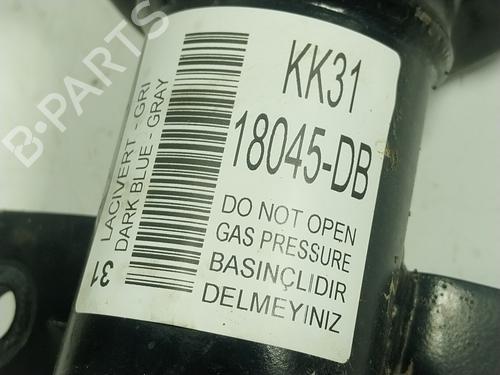 KK31
18045-DB
DO NOT OPEN
GAS PRESSURE
BASINÇLIDIR
DELMEYINIZ
LACIVERT - GRI
DARK BLUE - GRAY
31
B-PARTS